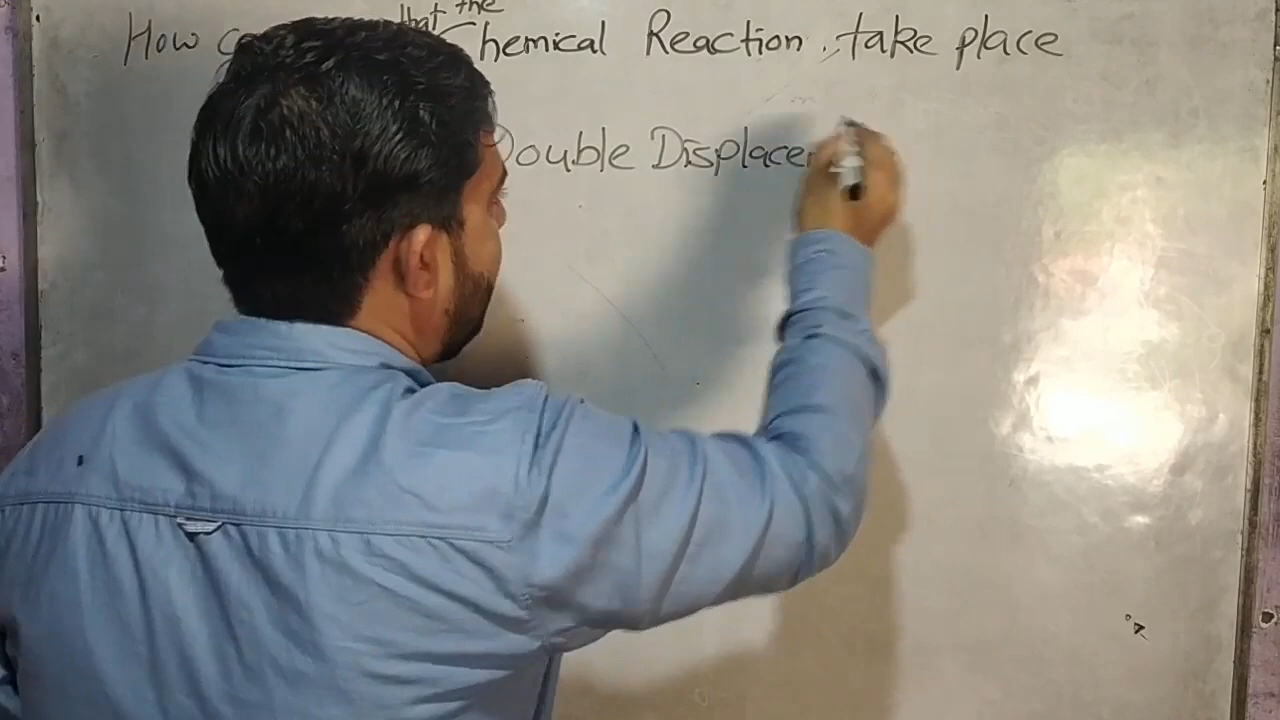 that the
How Chemical Reaction take place
Double Displace